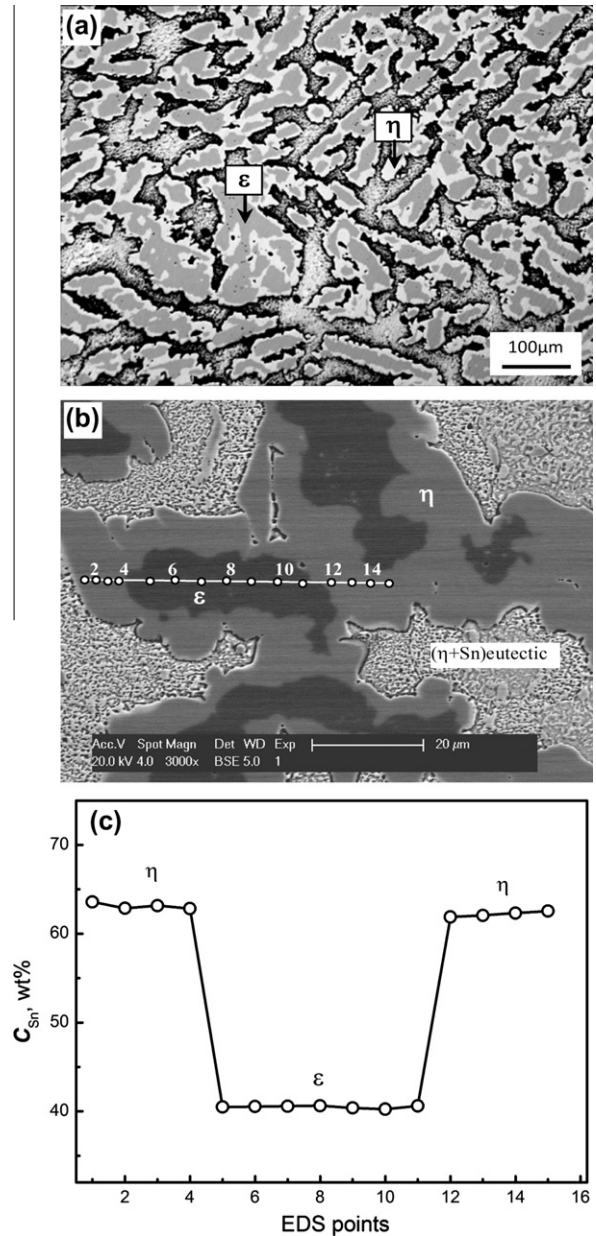 (a)
η
ε
100μm
(b)
η
2 4 6 8 10 12 14
ε
(η+Sn)eutectic
Acc.V Spot Magn Det WD Exp
20.0 kV 4.0 3000x BSE 5.0 1
20 μm
(c)
70
60
50
40
C_Sn, wt%
η
η
ε
2 4 6 8 10 12 14 16
EDS points